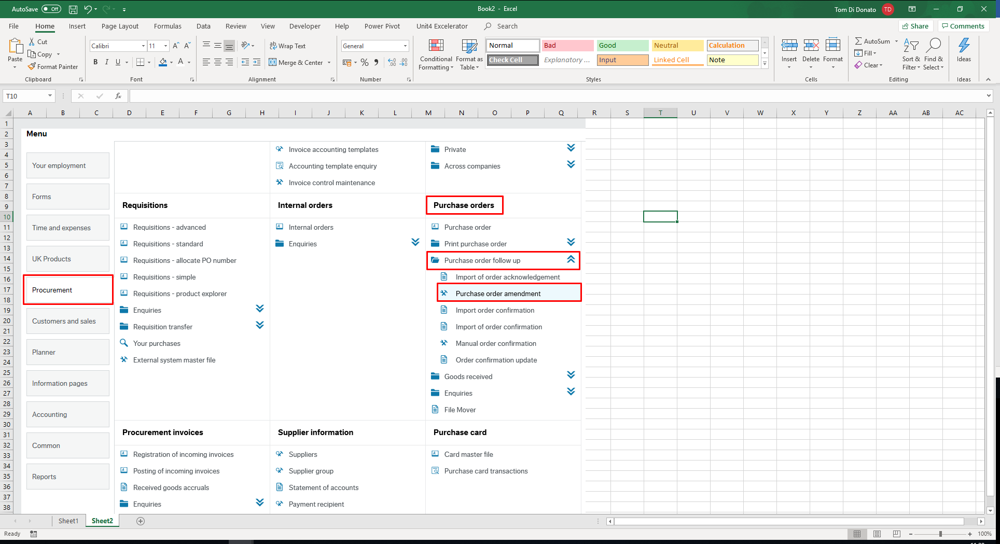 AutoSave Off
Book2 - Excel
Tom Di Donato TD
File Home Insert Page Layout Formulas Data Review View Developer Help Power Pivot Unit4 Excelerator Search
Share Comments
Paste
Cut
Copy
Format Painter
Clipboard
Calibri 11 A A
B I U A
Font
Wrap Text
Merge & Center
Alignment
General
%
Number
Conditional Formatting
Format as Table
Normal Bad Good Neutral Calculation
Check Cell Explanatory ... Input Linked Cell Note
Styles
Insert Delete Format
Cells
AutoSum
Fill
Clear
Sort & Filter
Find & Select
Editing
Ideas
Ideas
T10
fx
A B C D E F G H I J K L M N O P Q R S T U V W X Y Z AA AB AC
1
2
3
4
5
6
7
8
9
10
11
12
13
14
15
16
17
18
19
20
21
22
23
24
25
26
27
28
29
30
31
32
33
34
35
36
37
38
Menu
Your employment
Forms
Time and expenses
UK Products
Procurement
Customers and sales
Planner
Information pages
Accounting
Common
Reports
Invoice accounting templates
Accounting template enquiry
Invoice control maintenance
Private
Across companies
Requisitions
Requisitions - advanced
Requisitions - standard
Requisitions - allocate PO number
Requisitions - simple
Requisitions - product explorer
Enquiries
Requisition transfer
Your purchases
External system master file
Internal orders
Internal orders
Enquiries
Purchase orders
Purchase order
Print purchase order
Purchase order follow up
Import of order acknowledgement
Purchase order amendment
Import order confirmation
Import of order confirmation
Manual order confirmation
Order confirmation update
Goods received
Enquiries
File Mover
Procurement invoices
Registration of incoming invoices
Posting of incoming invoices
Received goods accruals
Enquiries
Supplier information
Suppliers
Supplier group
Statement of accounts
Payment recipient
Purchase card
Card master file
Purchase card transactions
Sheet1 Sheet2
Ready
100%